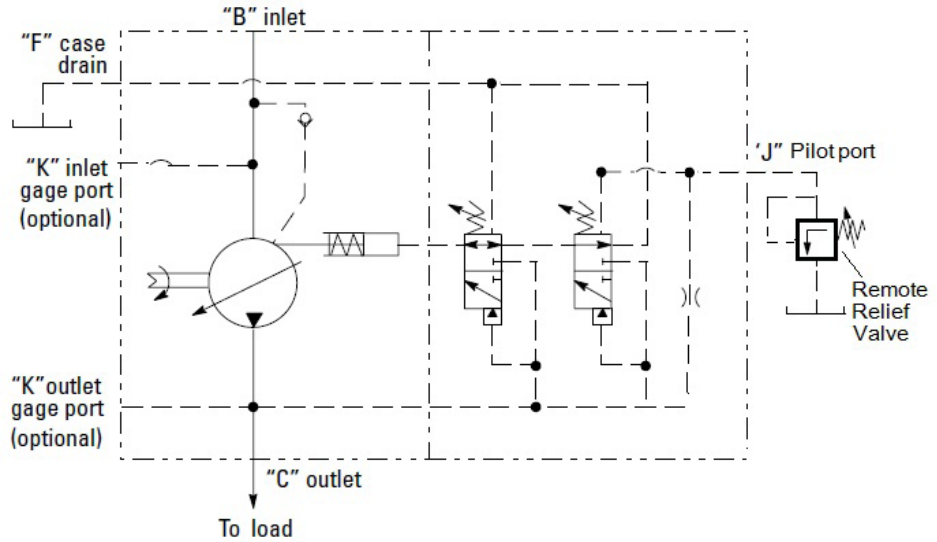 "B" inlet
"F" case
drain
"K" inlet
gage port
(optional)
'J" Pilot port
Remote
Relief
Valve
"K"outlet
gage port
(optional)
"C" outlet
To load